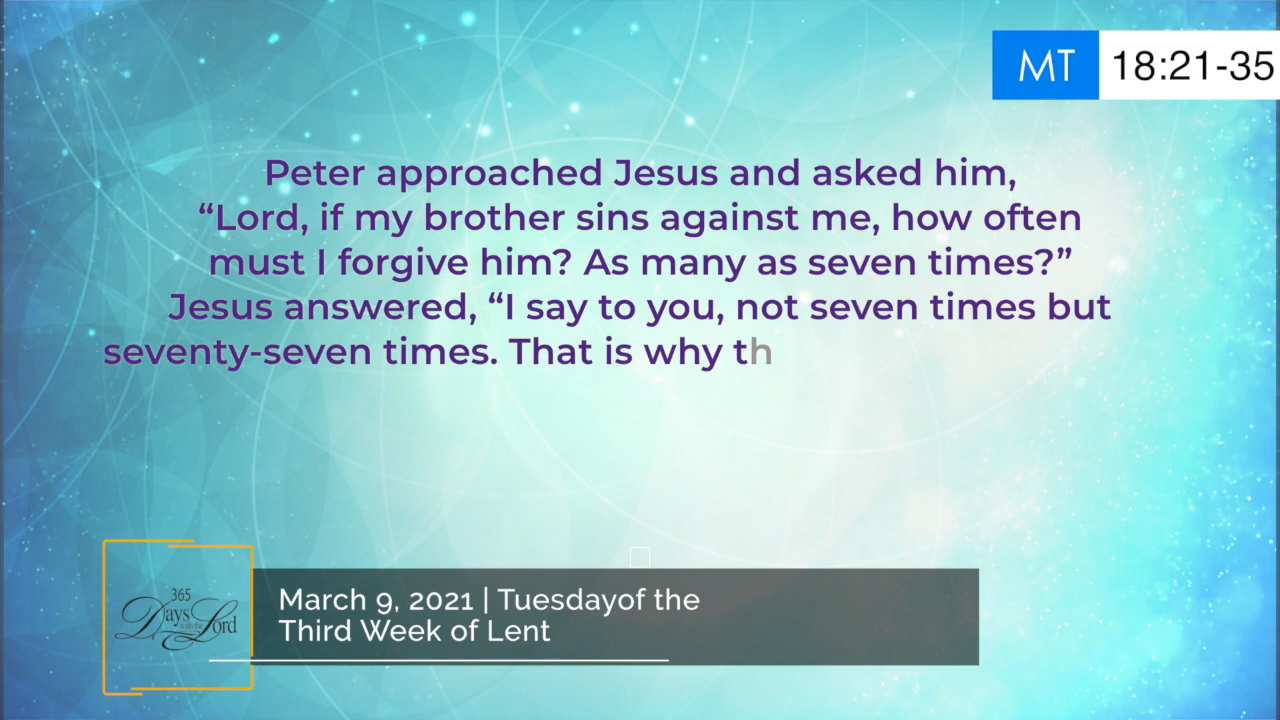 MT 18:21-35
Peter approached Jesus and asked him,
“Lord, if my brother sins against me, how often
must I forgive him? As many as seven times?”
Jesus answered, “I say to you, not seven times but
seventy-seven times. That is why th
365
Days with the Lord
March 9, 2021 | Tuesdayof the
Third Week of Lent